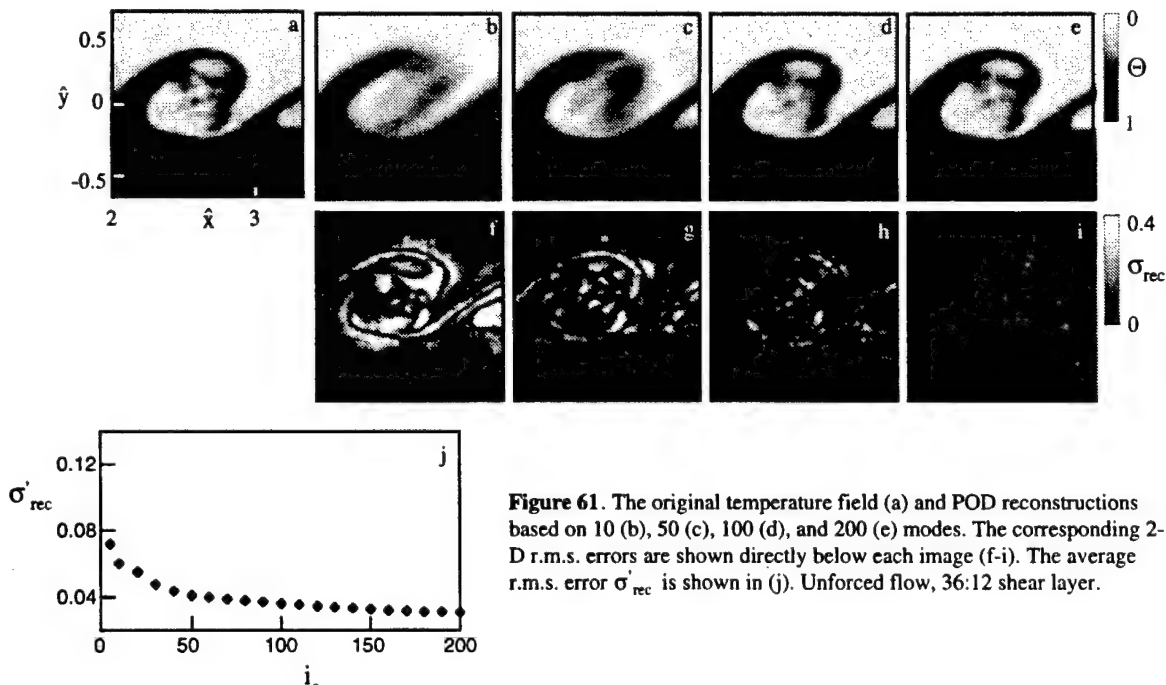 0.5
a
b
c
d
e
0
ŷ
0
Θ
-0.5
1
2
x̂
3
f
g
h
i
0.4
σrec
0
j
0.12
σ'rec
0.08
0.04
0
50
100
150
200
Figure 61. The original temperature field (a) and POD reconstructions
based on 10 (b), 50 (c), 100 (d), and 200 (e) modes. The corresponding 2-
D r.m.s. errors are shown directly below each image (f-i). The average
r.m.s. error σ'rec is shown in (j). Unforced flow, 36:12 shear layer.